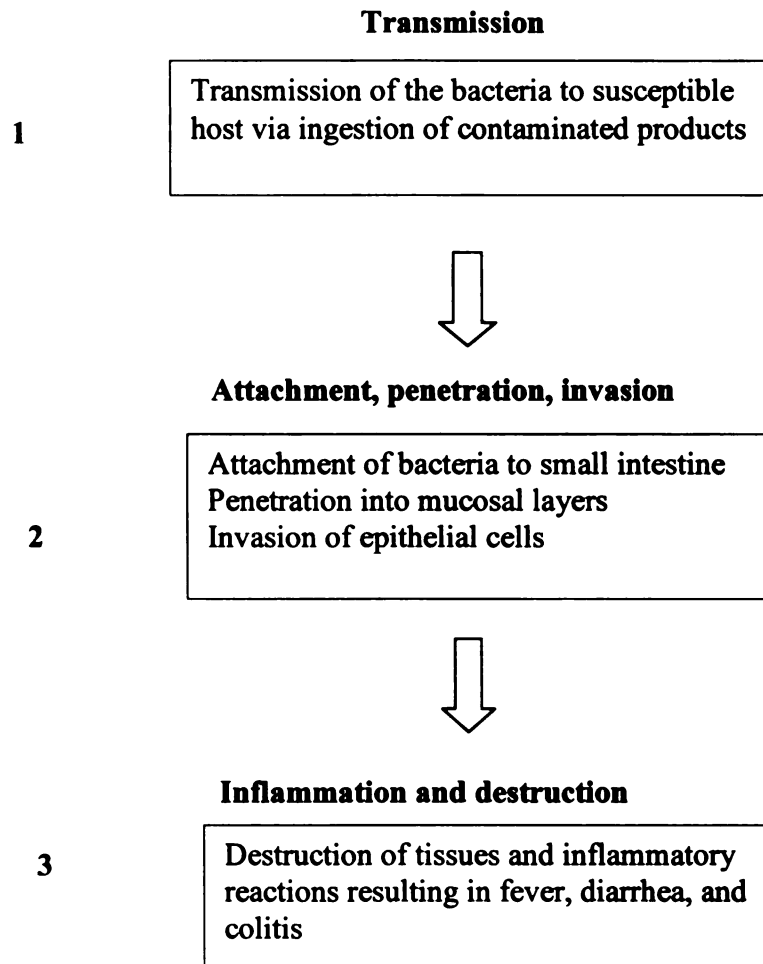 Transmission
1
Transmission of the bacteria to susceptible
host via ingestion of contaminated products
Attachment, penetration, invasion
2
Attachment of bacteria to small intestine
Penetration into mucosal layers
Invasion of epithelial cells
Inflammation and destruction
3
Destruction of tissues and inflammatory
reactions resulting in fever, diarrhea, and
colitis